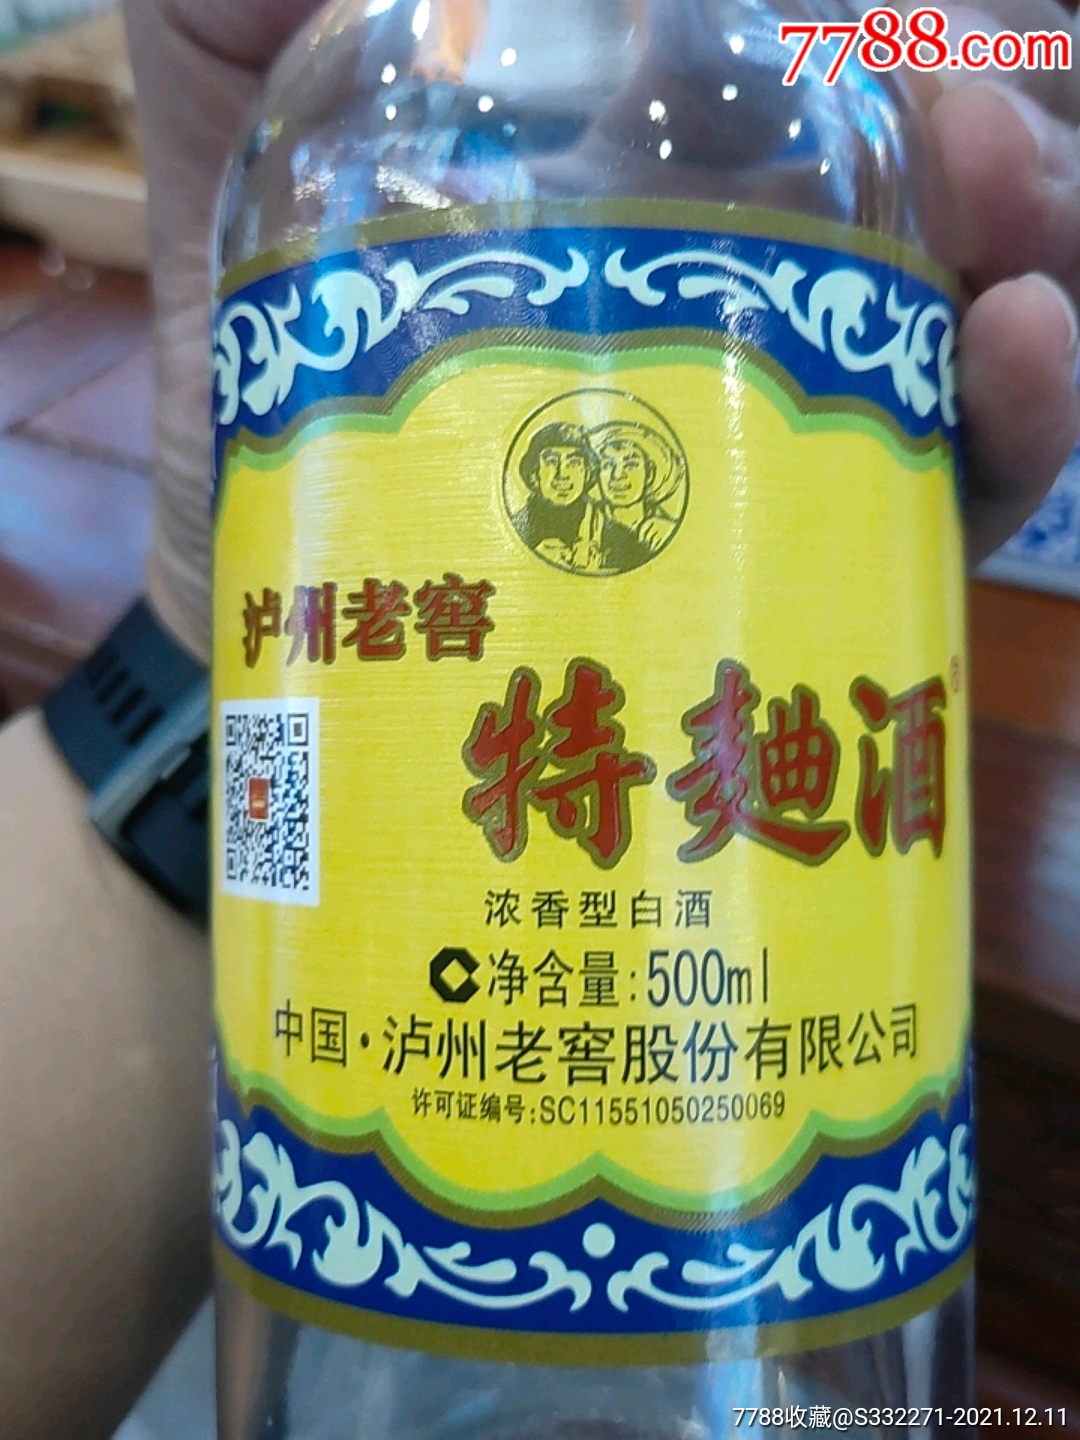 7788.com
泸州老窖
特麯酒®
浓香型白酒
C净含量:500ml
中国·泸州老窖股份有限公司
许可证编号:SC11551050250069
7788收藏@S332271-2021.12.11